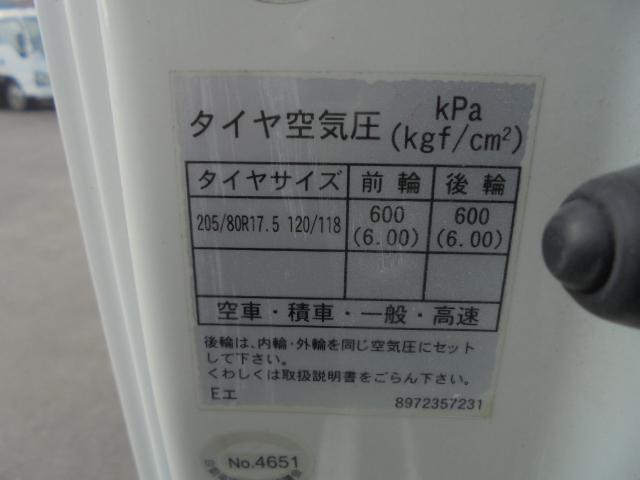 タイヤ空気圧 kPa (kgf/cm²)
タイヤサイズ 前輪 後輪
205/80R17.5 120/118 600 (6.00) 600 (6.00)
空車・積車・一般・高速
後輪は、内輪・外輪を同じ空気圧にセット
して下さい。
くわしくは取扱説明書をごらん下さい。
Eエ 8972357231
No.4651